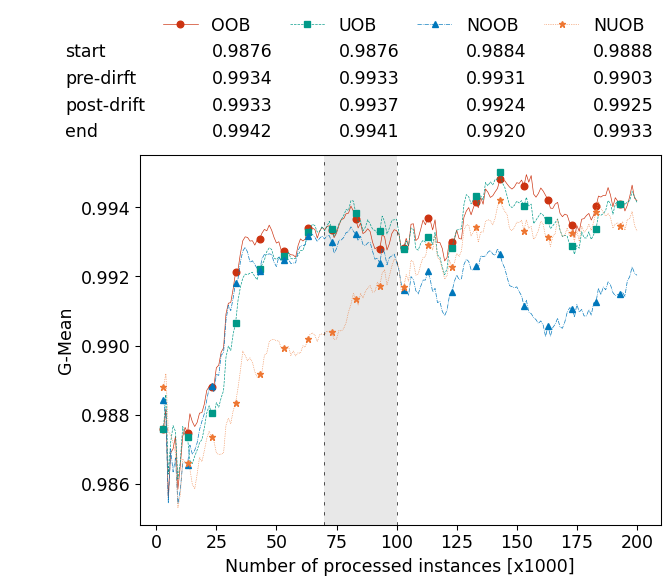 OOB UOB NOOB NUOB
start 0.9876 0.9876 0.9884 0.9888
pre-dirft 0.9934 0.9933 0.9931 0.9903
post-drift 0.9933 0.9937 0.9924 0.9925
end 0.9942 0.9941 0.9920 0.9933
0.994
0.992
0.990
0.988
0.986
G-Mean
0 25 50 75 100 125 150 175 200
Number of processed instances [x1000]